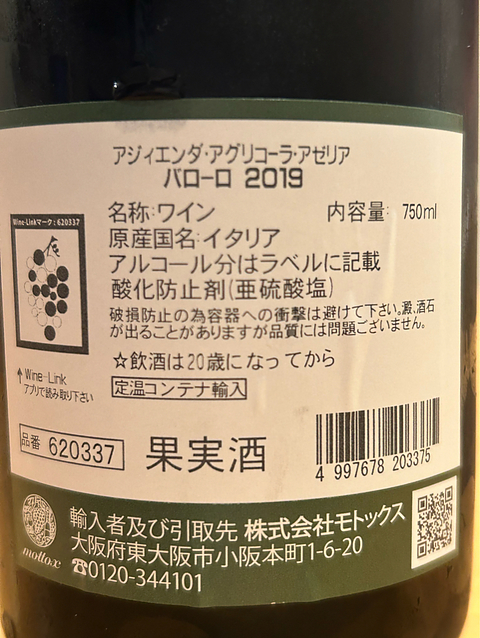 アジィエンダ・アグリコーラ・アゼリア
バローロ 2019
名称:ワイン 内容量: 750ml
原産国名:イタリア
アルコール分はラベルに記載
酸化防止剤(亜硫酸塩)
破損防止の為容器への衝撃は避けて下さい。澱、酒石
が出ることがありますが品質には問題ございません。
☆飲酒は20歳になってから
定温コンテナ輸入
Wine-Linkマーク:620337
↑Wine-Link
アプリで読み取り下さい
品番 620337
果実酒
4 997678 203375
mottox
輸入者及び引取先 株式会社モトックス
大阪府東大阪市小阪本町1-6-20
☎0120-344101